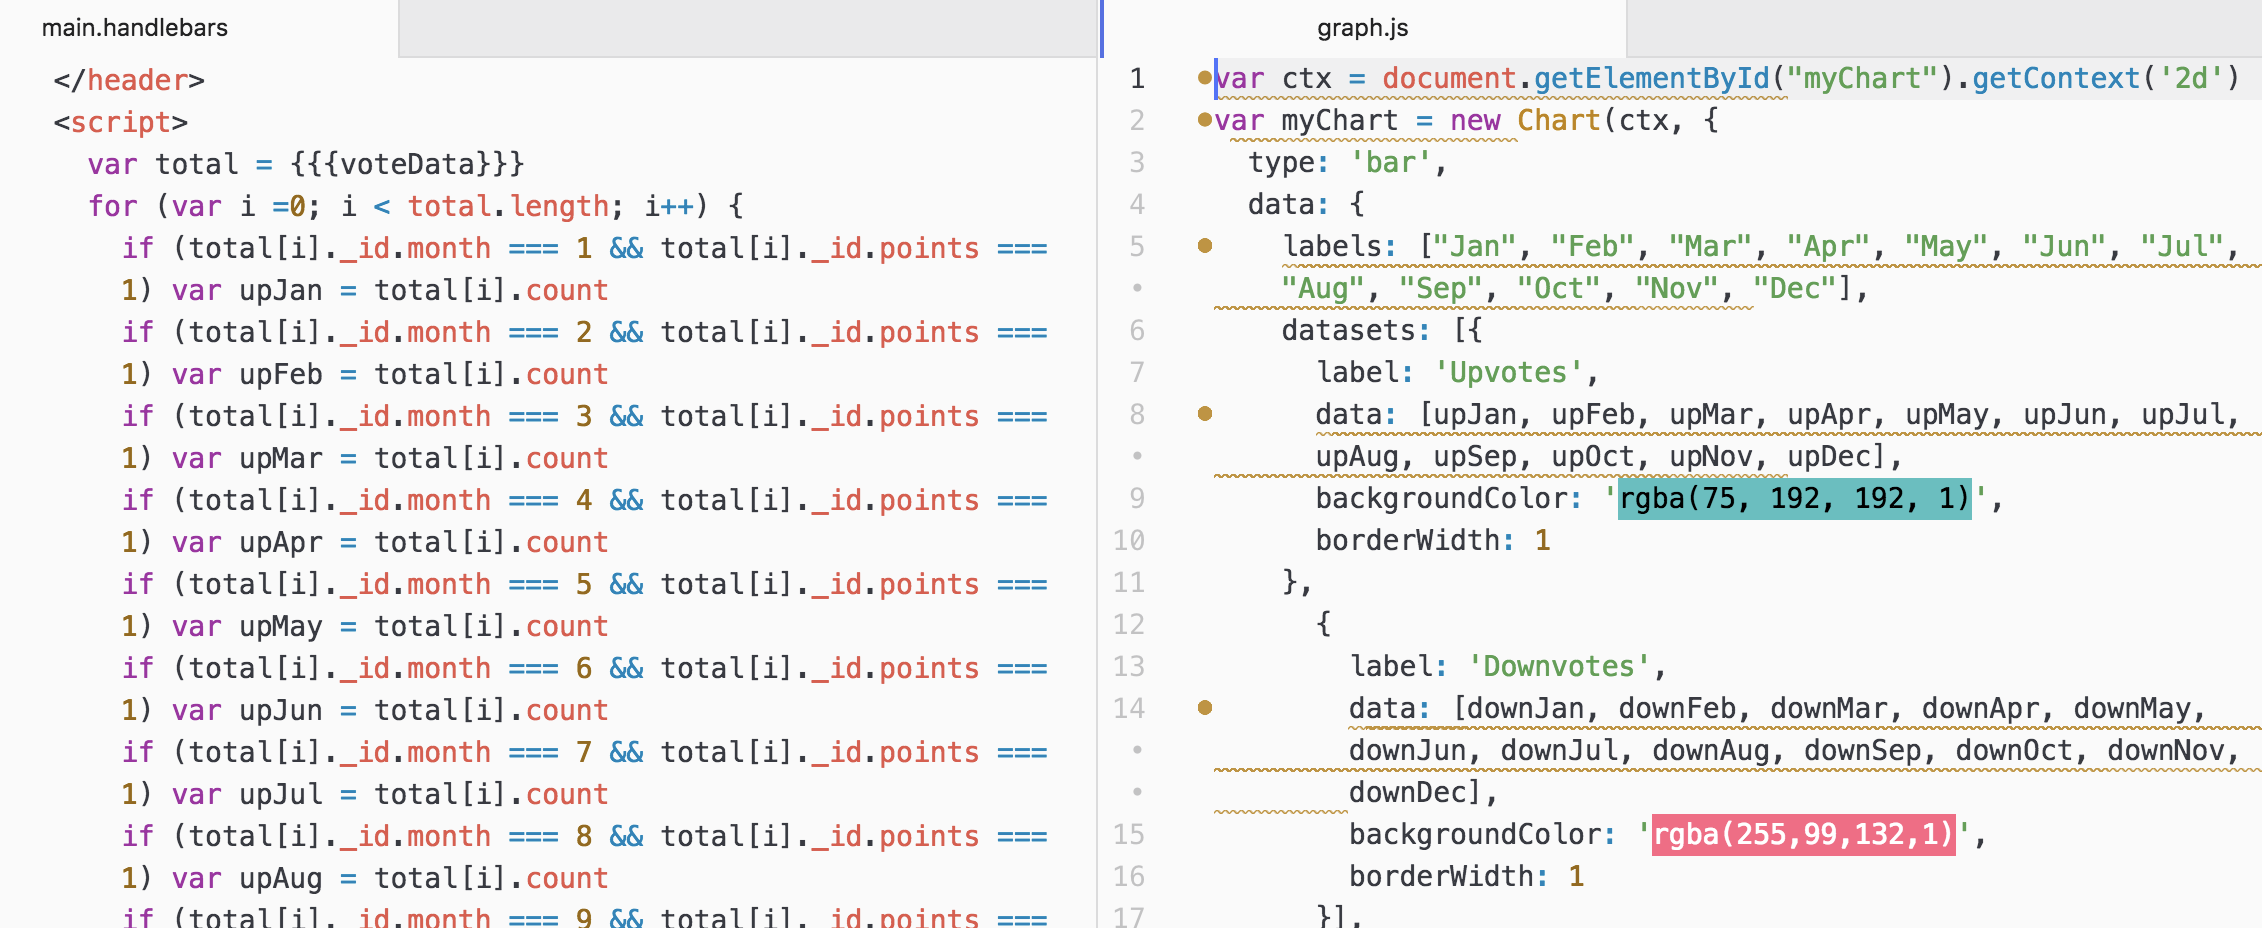 main.handlebars
</header>
<script>
var total = {{{voteData}}}
for (var i =0; i < total.length; i++) {
if (total[i]._id.month === 1 && total[i]._id.points ===
1) var upJan = total[i].count
if (total[i]._id.month === 2 && total[i]._id.points ===
1) var upFeb = total[i].count
if (total[i]._id.month === 3 && total[i]._id.points ===
1) var upMar = total[i].count
if (total[i]._id.month === 4 && total[i]._id.points ===
1) var upApr = total[i].count
if (total[i]._id.month === 5 && total[i]._id.points ===
1) var upMay = total[i].count
if (total[i]._id.month === 6 && total[i]._id.points ===
1) var upJun = total[i].count
if (total[i]._id.month === 7 && total[i]._id.points ===
1) var upJul = total[i].count
if (total[i]._id.month === 8 && total[i]._id.points ===
1) var upAug = total[i].count
if (total[i]._id.month === 9 && total[i]._id.points ===
graph.js
1 var ctx = document.getElementById("myChart").getContext('2d')
2 var myChart = new Chart(ctx, {
3 type: 'bar',
4 data: {
5 labels: ["Jan", "Feb", "Mar", "Apr", "May", "Jun", "Jul",
• "Aug", "Sep", "Oct", "Nov", "Dec"],
6 datasets: [{
7 label: 'Upvotes',
8 data: [upJan, upFeb, upMar, upApr, upMay, upJun, upJul,
• upAug, upSep, upOct, upNov, upDec],
9 backgroundColor: 'rgba(75, 192, 192, 1)',
10 borderWidth: 1
11 },
12 {
13 label: 'Downvotes',
14 data: [downJan, downFeb, downMar, downApr, downMay,
• downJun, downJul, downAug, downSep, downOct, downNov,
• downDec],
15 backgroundColor: 'rgba(255,99,132,1)',
16 borderWidth: 1
17 }],